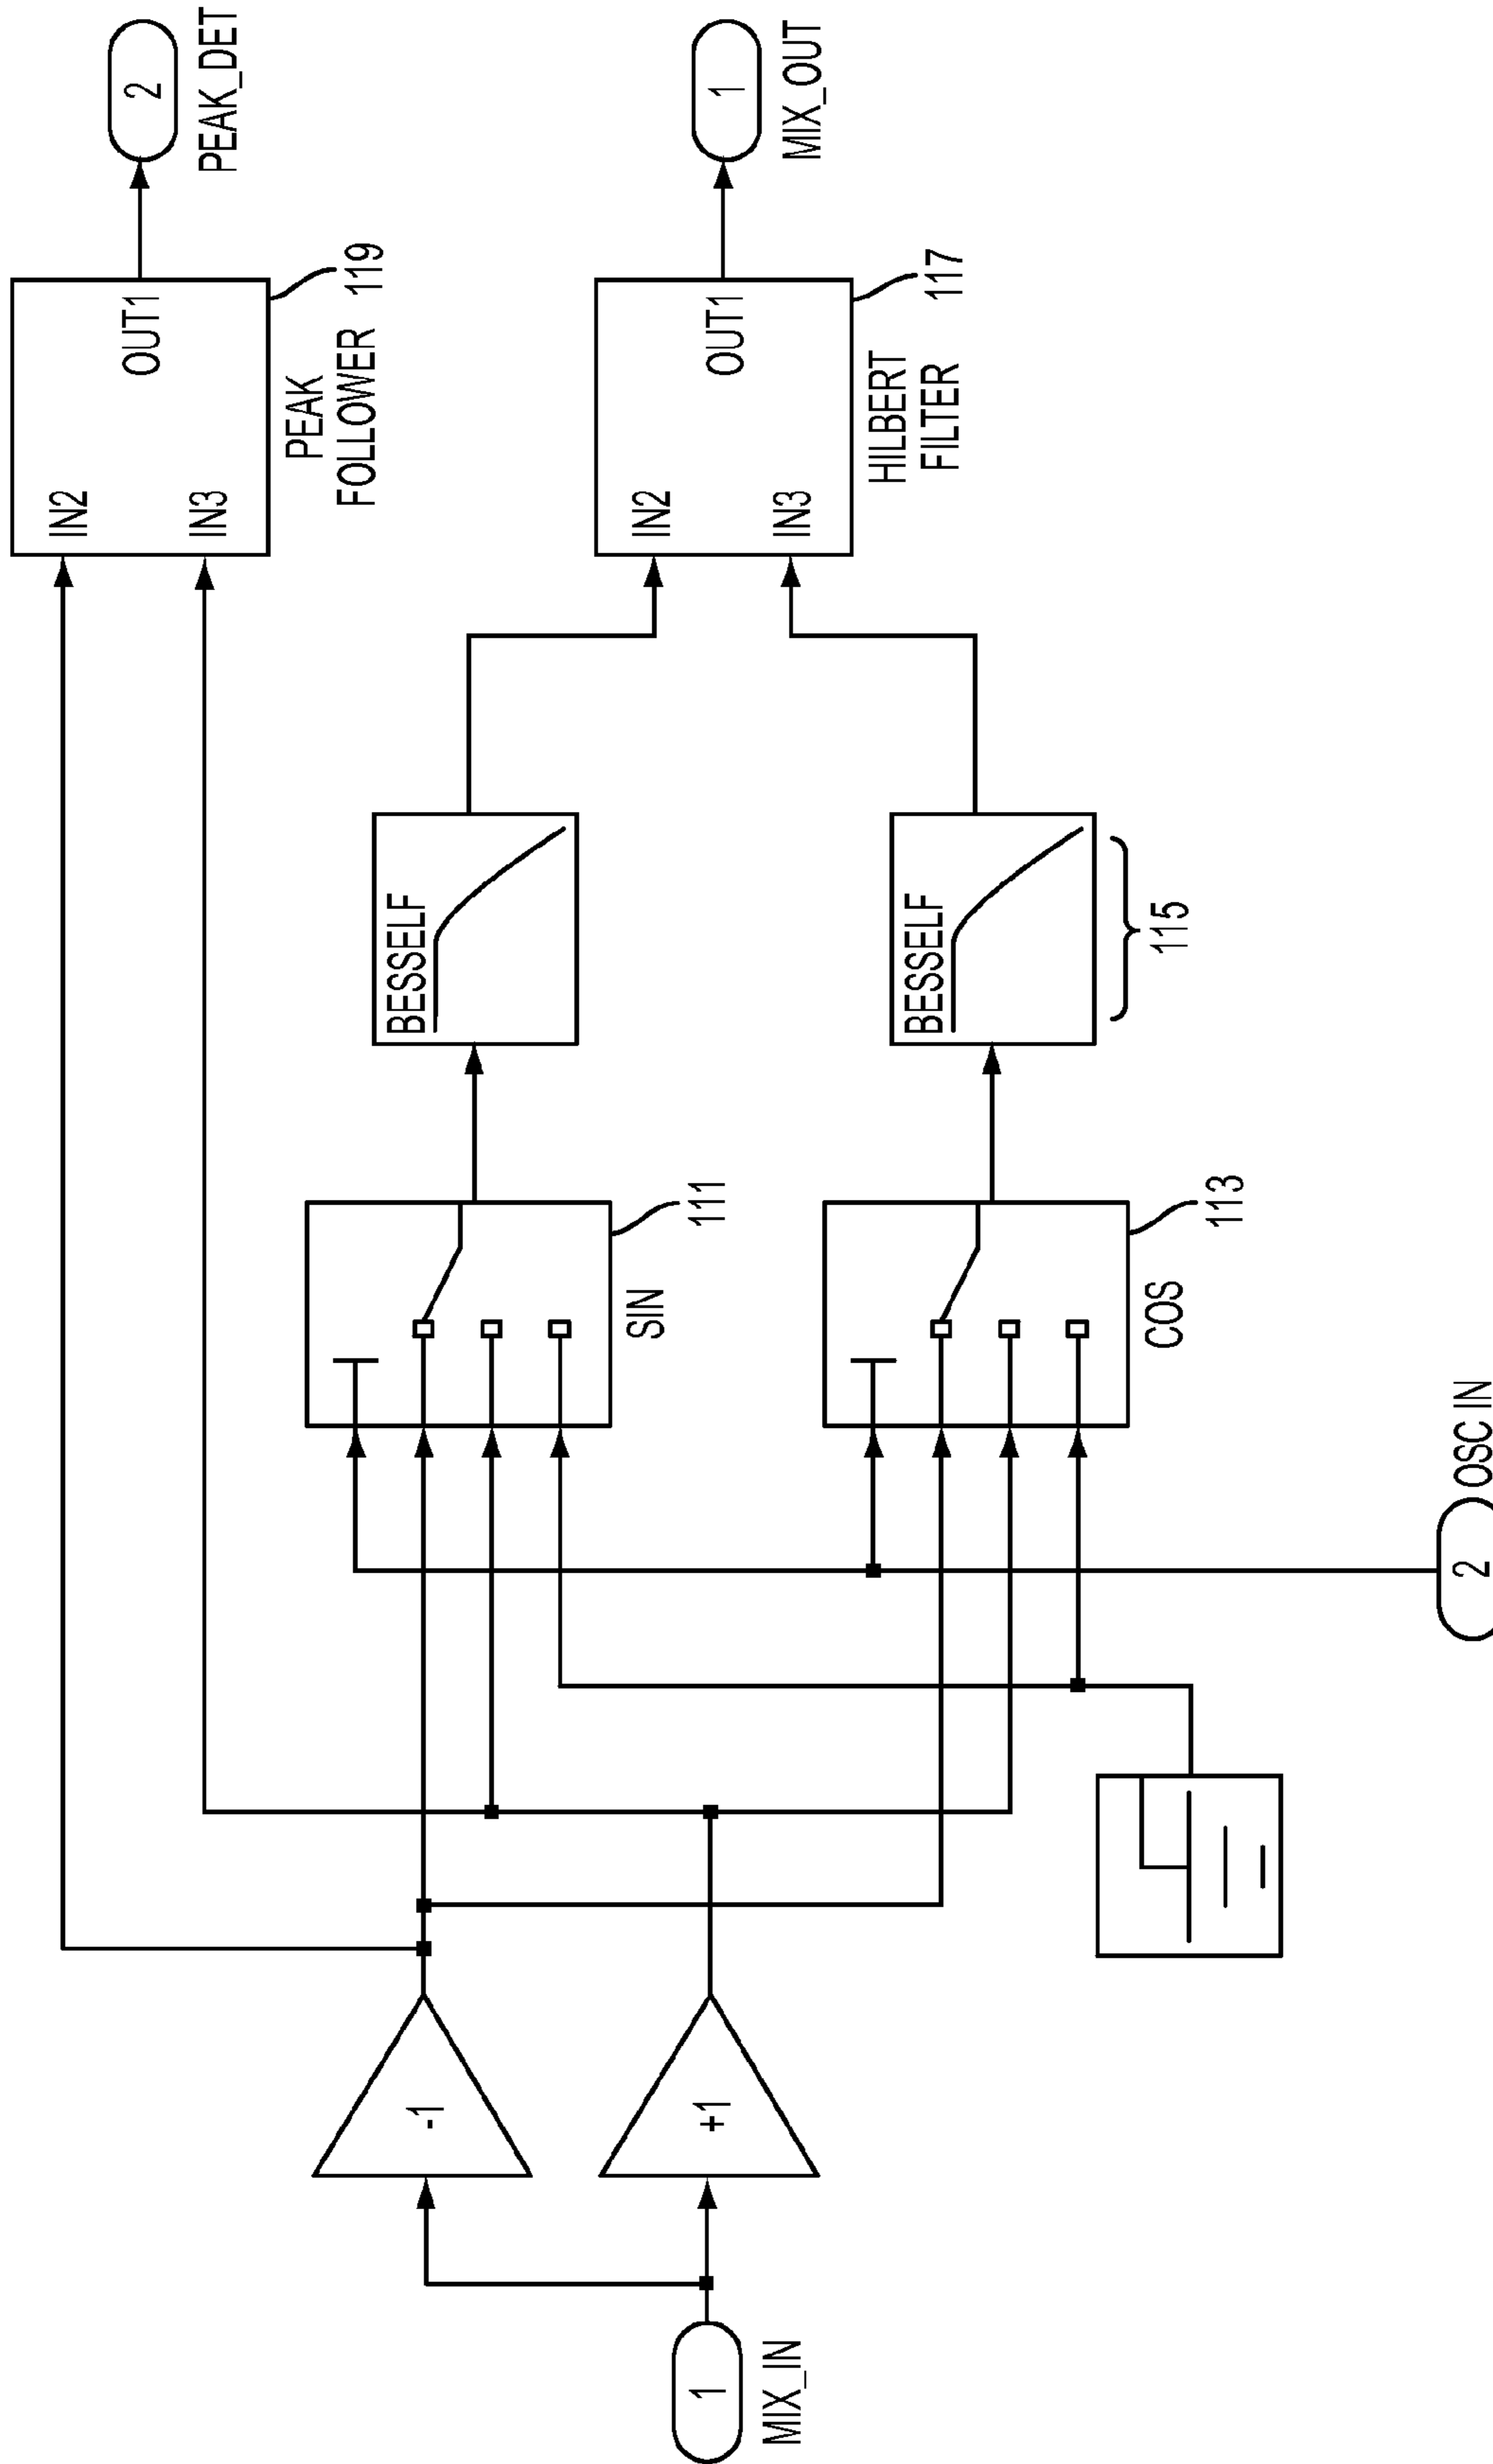 2
PEAK_DET
IN2
IN3
OUT1
PEAK
FOLLOWER
119
1
MIX_OUT
IN2
IN3
OUT1
HILBERT
FILTER
117
BESSELF
BESSELF
115
SIN
111
COS
113
-1
+1
1
MIX_IN
2
OSC IN